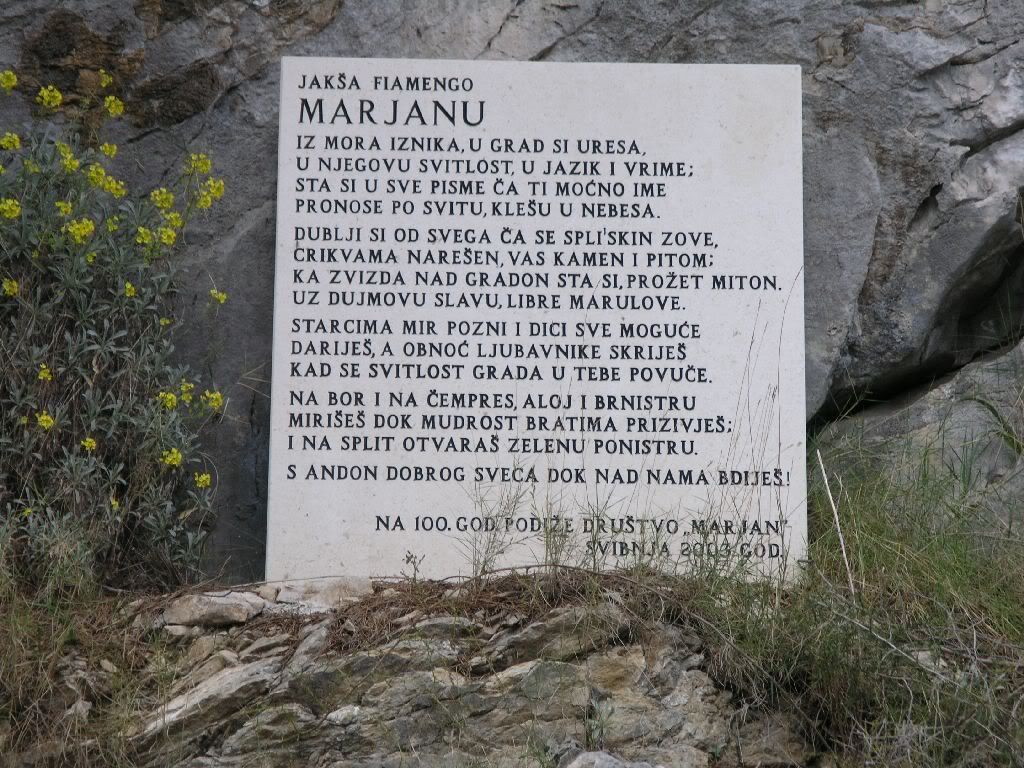 JAKŠA FIAMENGO
MARJANU
IZ MORA IZNIKA, U GRAD SI URESA,
U NJEGOVU SVITLOST, U JAZIK I VRIME;
STA SI U SVE PISME ČA TI MOĆNO IME
PRONOSE PO SVITU, KLEŠU U NEBESA.
DUBLJI SI OD SVEGA ČA SE SPLI'SKIN ZOVE,
CRIKVAMA NAREŠEN, VAS KAMEN I PITOM;
KA ZVIZDA NAD GRADON STA SI, PROŽET MITON.
UZ DUJMOVU SLAVU, LIBRE MARULOVE.
STARCIMA MIR POZNI I DICI SVE MOGUĆE
DARIJEŠ, A OBNOĆ LJUBAVNIKE SKRIJEŠ
KAD SE SVITLOST GRADA U TEBE POVUČE.
NA BOR I NA ČEMPRES, ALOJ I BRNISTRU
MIRIŠEŠ DOK MUDROST BRATIMA PRIZIVJEŠ;
I NA SPLIT OTVARAŠ ZELENU PONISTRU.
S ANDON DOBROG SVECA DOK NAD NAMA BDIJEŠ!
NA 100. GOD. PODIŽE DRUŠTVO „MARJAN"
SVIBNJA 2003 GOD.